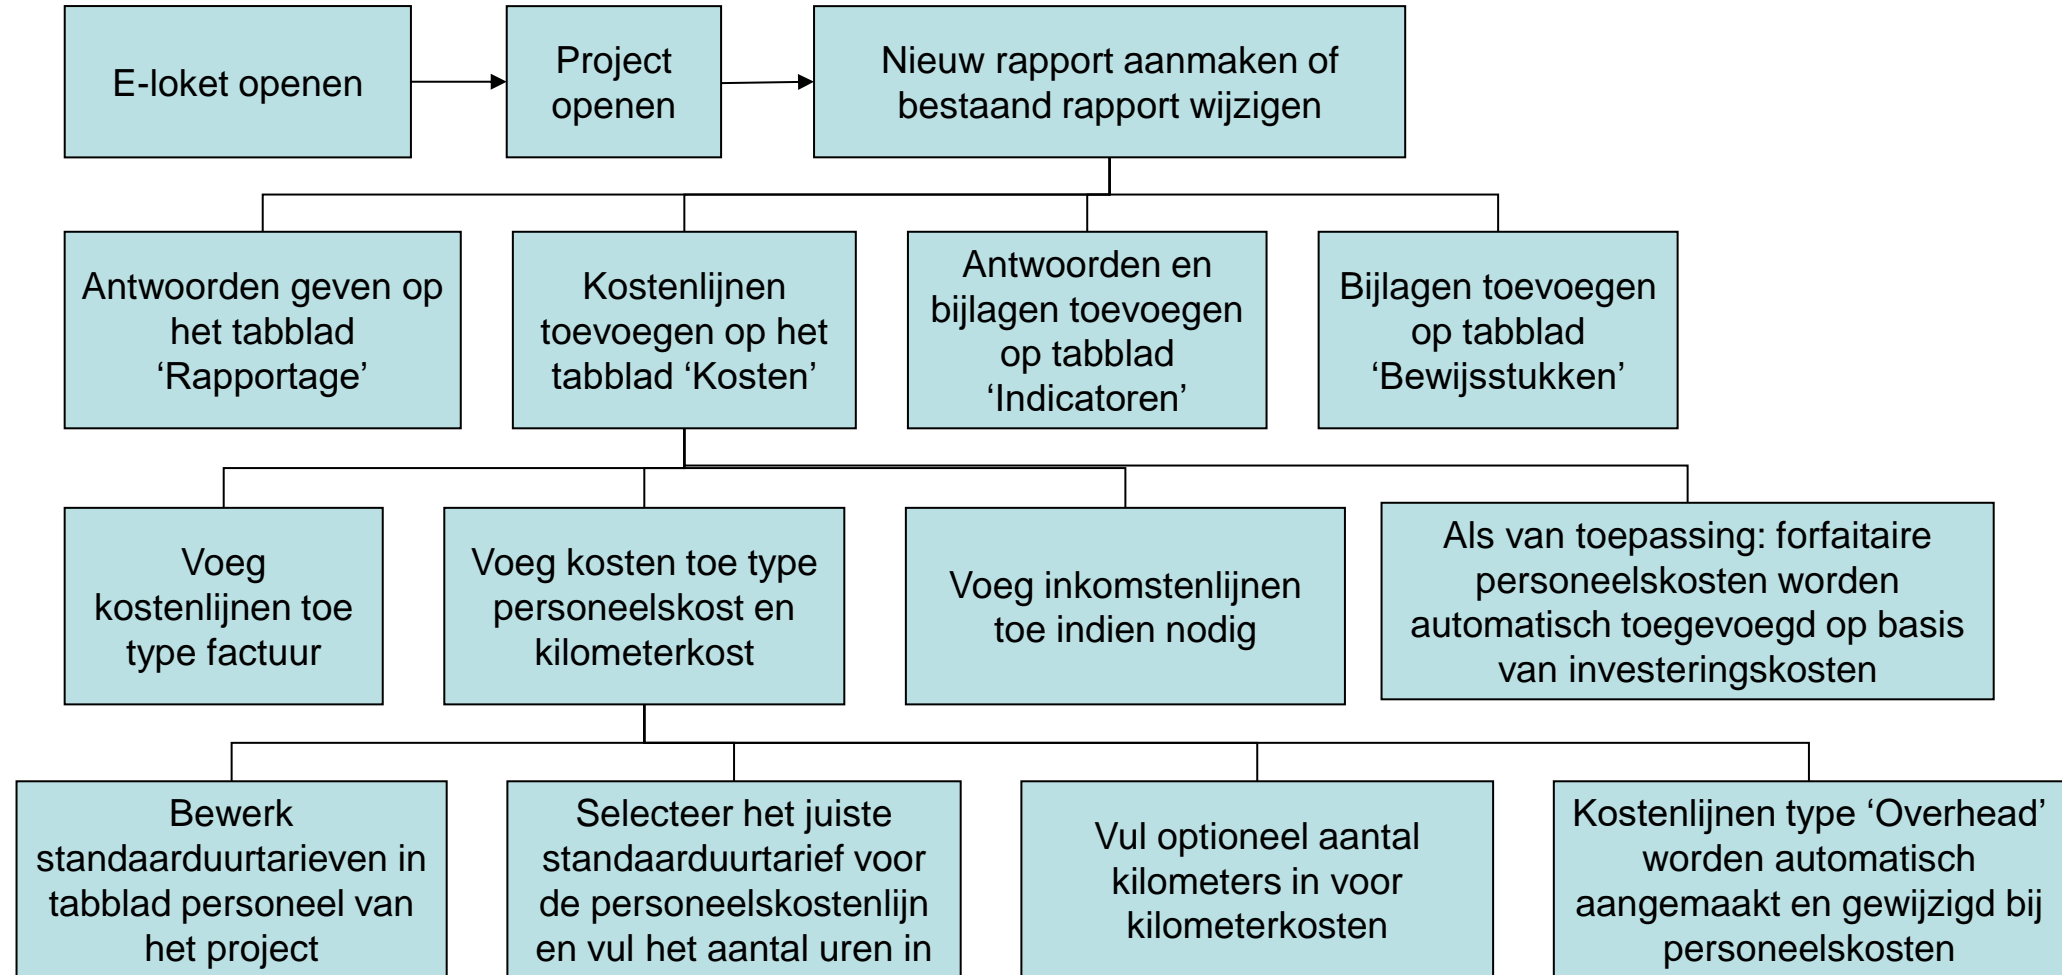 E-loket openen
Project
openen
Nieuw rapport aanmaken of
bestaand rapport wijzigen
Antwoorden geven op
het tabblad
‘Rapportage’
Kostenlijnen
toevoegen op het
tabblad ‘Kosten’
Antwoorden en
bijlagen toevoegen
op tabblad
‘Indicatoren’
Bijlagen toevoegen
op tabblad
‘Bewijsstukken’
Voeg
kostenlijnen toe
type factuur
Voeg kosten toe type
personeelskost en
kilometerkost
Voeg inkomstenlijnen
toe indien nodig
Als van toepassing: forfaitaire
personeelskosten worden
automatisch toegevoegd op basis
van investeringskosten
Bewerk
standaarduurtarieven in
tabblad personeel van
het project
Selecteer het juiste
standaarduurtarief voor
de personeelskostenlijn
en vul het aantal uren in
Vul optioneel aantal
kilometers in voor
kilometerkosten
Kostenlijnen type ‘Overhead’
worden automatisch
aangemaakt en gewijzigd bij
personeelskosten